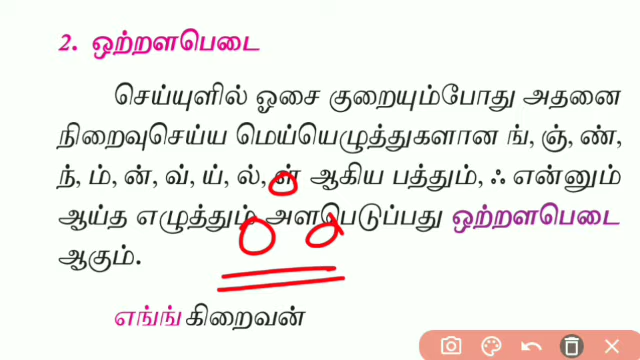 2. ஒற்றளபெடை
செய்யுளில் ஓசை குறையும்போது அதனை
நிறைவுசெய்ய மெய்யெழுத்துகளான ங், ஞ், ண்,
ந், ம், ன், வ், ய், ல், ள் ஆகிய பத்தும், ஃ என்னும்
ஆய்த எழுத்தும் அளபெடுப்பது ஒற்றளபெடை
ஆகும்.
எங்ங் கிறைவன்